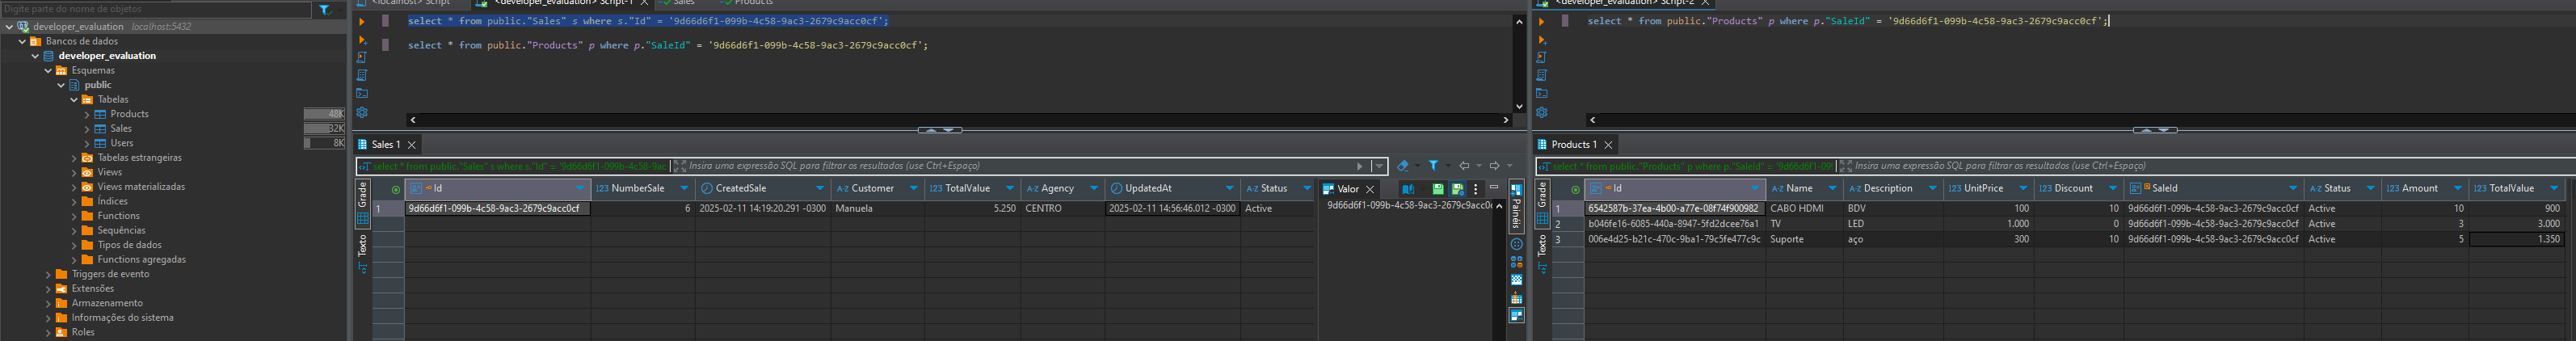 Digite parte do nome de objetos
developer_evaluation localhost:5432
Bancos de dados
developer_evaluation
Esquemas
public
Tabelas
Products 48K
Sales 32K
Users 8K
Tabelas estrangeiras
Views
Views materializadas
Índices
Functions
Sequências
Tipos de dados
Functions agregadas
Triggers de evento
Extensões
Armazenamento
Informações do sistema
Roles
<localhost> Script <developer_evaluation> Script-1 Sales Products
select * from public."Sales" s where s."Id" = '9d66d6f1-099b-4c58-9ac3-2679c9acc0cf';
select * from public."Products" p where p."SaleId" = '9d66d6f1-099b-4c58-9ac3-2679c9acc0cf';
Sales 1
select * from public."Sales" s where s."Id" = '9d66d6f1-099b-4c58-9ac Insira uma expressão SQL para filtrar os resultados (use Ctrl+Espaço)
Grade
Texto
Id NumberSale CreatedSale Customer TotalValue Agency UpdatedAt Status
1 9d66d6f1-099b-4c58-9ac3-2679c9acc0cf 6 2025-02-11 14:19:20.291 -0300 Manuela 5.250 CENTRO 2025-02-11 14:56:46.012 -0300 Active
Valor
9d66d6f1-099b-4c58-9ac3-2679c9acc0c
Painéis
<developer_evaluation> Script-2
select * from public."Products" p where p."SaleId" = '9d66d6f1-099b-4c58-9ac3-2679c9acc0cf';
Products 1
select * from public."Products" p where p."SaleId" = '9d66d6f1-099 Insira uma expressão SQL para filtrar os resultados (use Ctrl+Espaço)
Grade
Texto
Id Name Description UnitPrice Discount SaleId Status Amount TotalValue
1 6542587b-37ea-4b00-a77e-08f74f900982 CABO HDMI BDV 100 10 9d66d6f1-099b-4c58-9ac3-2679c9acc0cf Active 10 900
2 b046fe16-6085-440a-8947-5fd2dcee76a1 TV LED 1.000 0 9d66d6f1-099b-4c58-9ac3-2679c9acc0cf Active 3 3.000
3 006e4d25-b21c-470c-9ba1-79c5fe477c9c Suporte aço 300 10 9d66d6f1-099b-4c58-9ac3-2679c9acc0cf Active 5 1.350